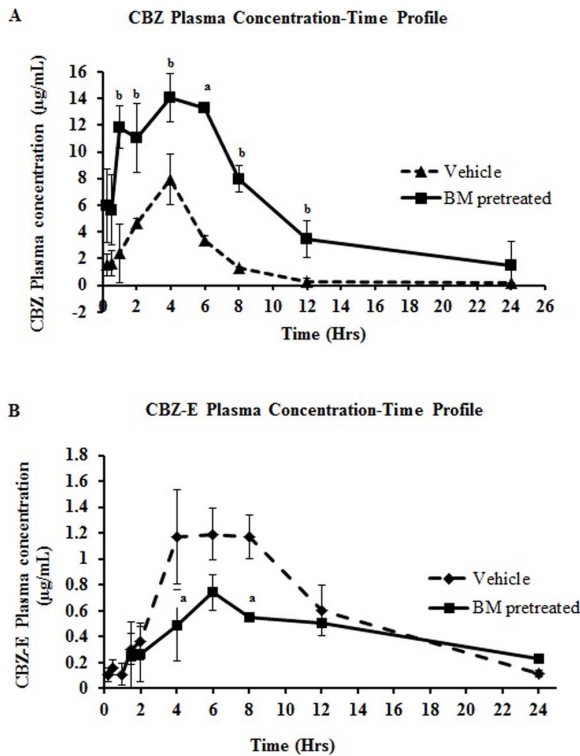 A
CBZ Plasma Concentration-Time Profile
CBZ Plasma concentration (µg/mL)
16
14
12
10
8
6
4
2
0
-2
b
b
b
a
b
b
Vehicle
BM pretreated
0 2 4 6 8 10 12 14 16 18 20 22 24 26
Time (Hrs)
B
CBZ-E Plasma Concentration-Time Profile
CBZ-E Plasma concentration
(µg/mL)
1.8
1.6
1.4
1.2
1
0.8
0.6
0.4
0.2
0
a
a
Vehicle
BM pretreated
0 2 4 6 8 10 12 14 16 18 20 22 24
Time (Hrs)